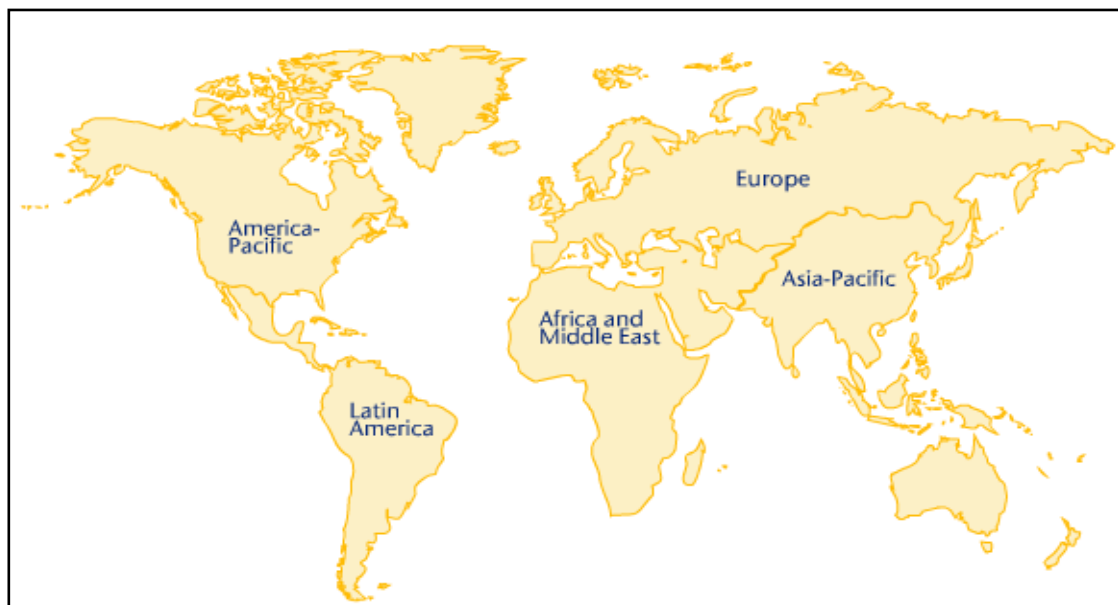 Europe
America-
Pacific
Asia-Pacific
Africa and
Middle East
Latin
America